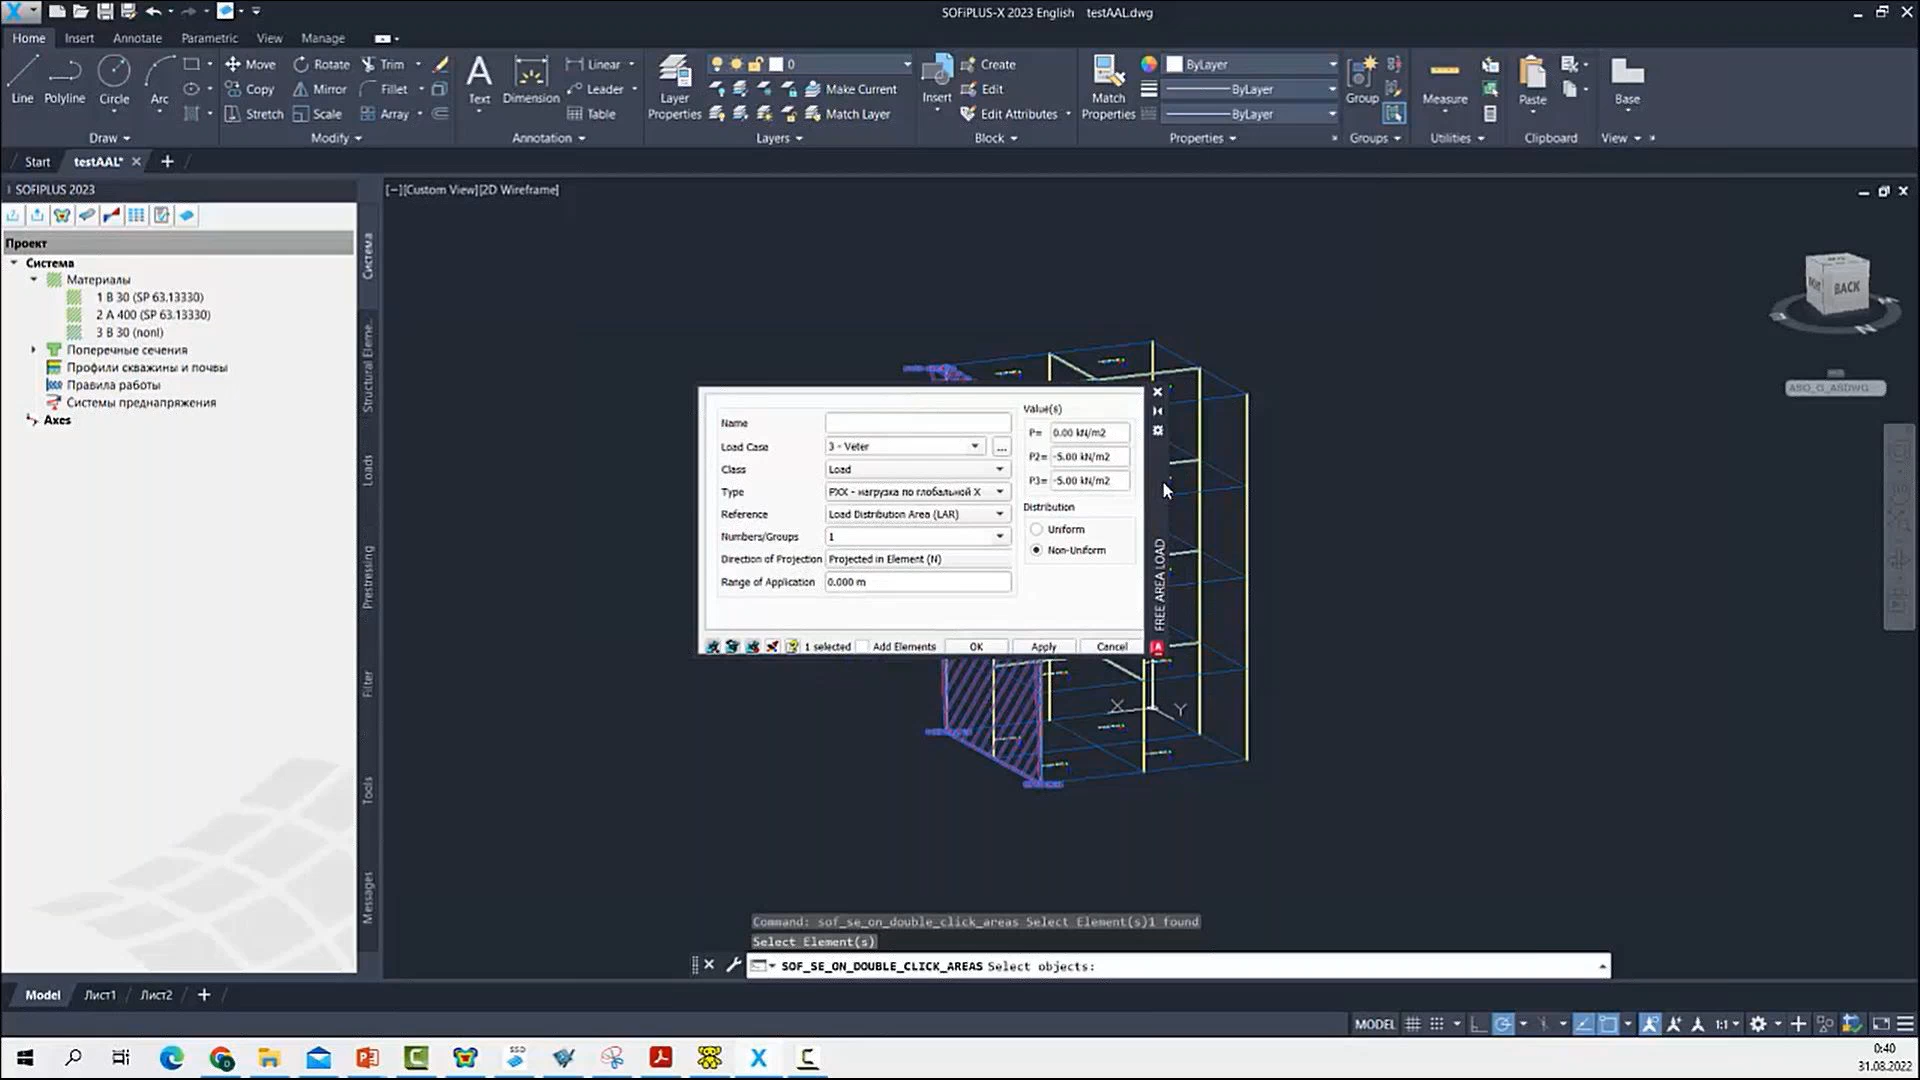 SOFiPLUS-X 2023 English testAAL.dwg
Home Insert Annotate Parametric View Manage
Line Polyline Circle Arc
Move Rotate Trim
Copy Mirror Fillet
Stretch Scale Array
Draw Modify
Text Dimension
Linear
Leader
Table
Annotation
Layer Properties
0
Make Current
Match Layer
Layers
Insert
Create
Edit
Edit Attributes
Block
Match Properties
ByLayer
ByLayer
ByLayer
Properties
Group
Groups
Measure
Utilities
Paste
Clipboard
Base
View
Start testAAL*
SOFiPLUS 2023
[−][Custom View][2D Wireframe]
Проект
Система
Материалы
1 B 30 (SP 63.13330)
2 A 400 (SP 63.13330)
3 B 30 (nonl)
Поперечные сечения
Профили скважины и почвы
Правила работы
Системы преднапряжения
Axes
Система
Structural Eleme..
Loads
Prestressing
Filter
Tools
Messages
BACK
ASO_G_ASDWG
Name
Load Case 3 - Veter ...
Class Load
Type PXX - нагрузка по глобальной X
Reference Load Distribution Area (LAR)
Numbers/Groups 1
Direction of Projection Projected in Element (N)
Range of Application 0.000 m
Value(s)
P= 0.00 kN/m2
P2= -5.00 kN/m2
P3= -5.00 kN/m2
Distribution
Uniform
Non-Uniform
FREE AREA LOAD
1 selected Add Elements OK Apply Cancel
X Y
Command: sof_se_on_double_click_areas Select Element(s)1 found
Select Element(s)
SOF_SE_ON_DOUBLE_CLICK_AREAS Select objects:
Model Лист1 Лист2
MODEL 1:1
0:40
31.08.2022